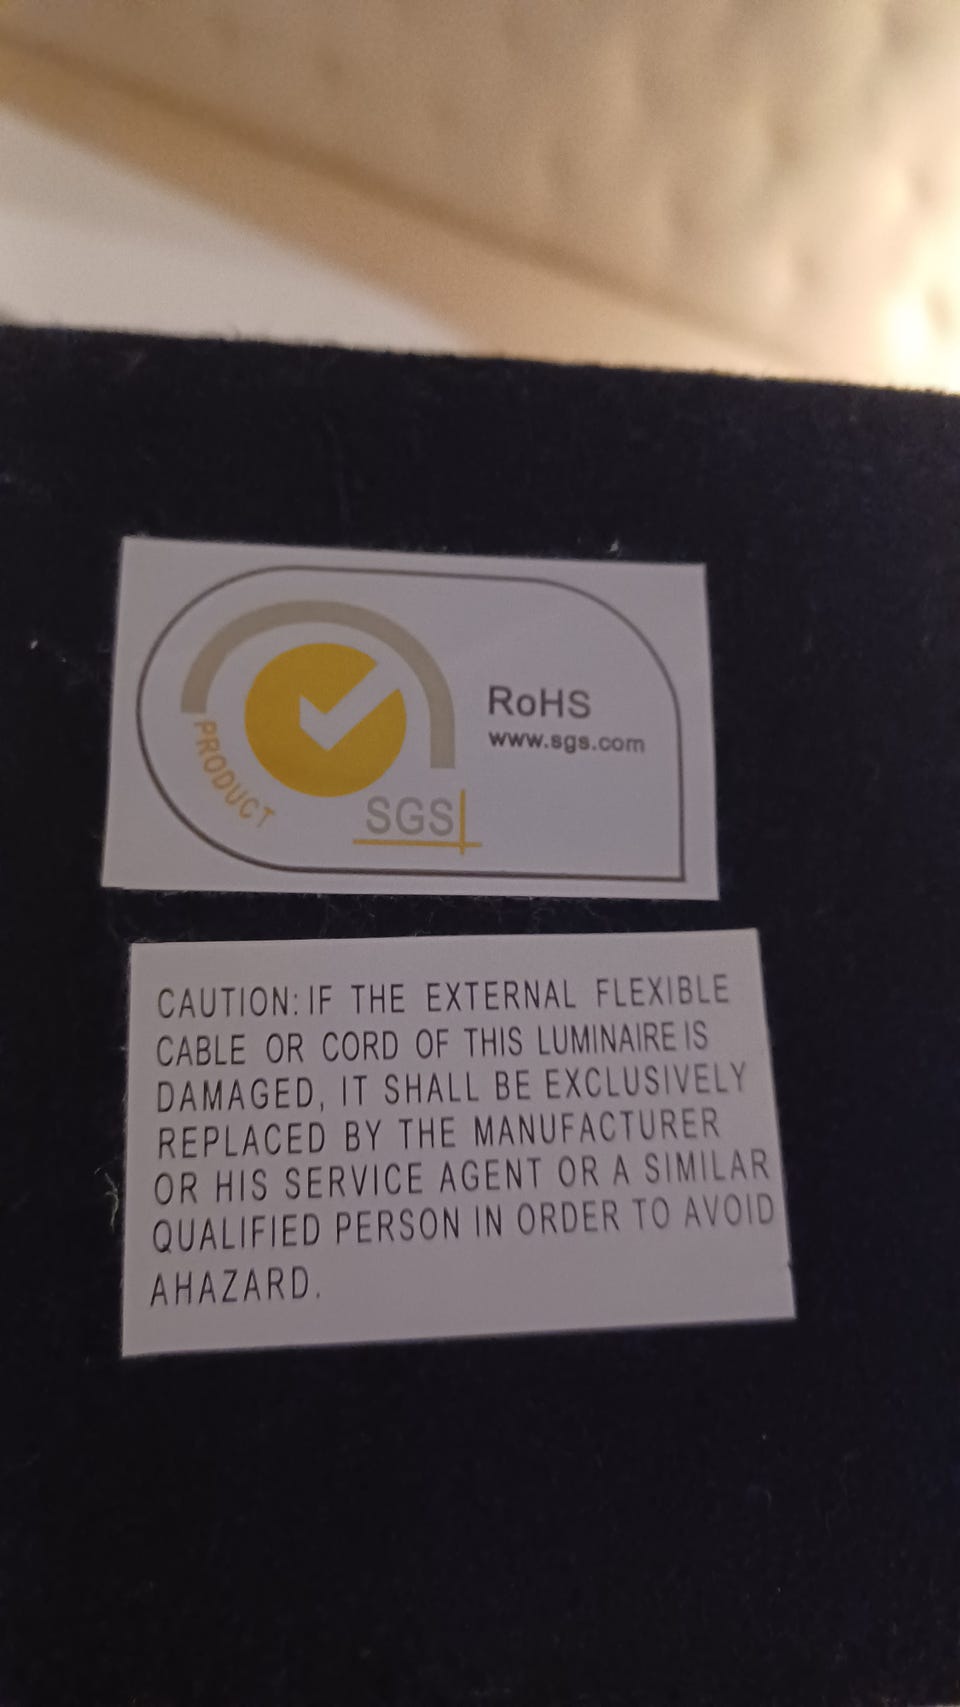 PRODUCT
SGS
RoHS
www.sgs.com
CAUTION: IF THE EXTERNAL FLEXIBLE
CABLE OR CORD OF THIS LUMINAIRE IS
DAMAGED, IT SHALL BE EXCLUSIVELY
REPLACED BY THE MANUFACTURER
OR HIS SERVICE AGENT OR A SIMILAR
QUALIFIED PERSON IN ORDER TO AVOID
AHAZARD.